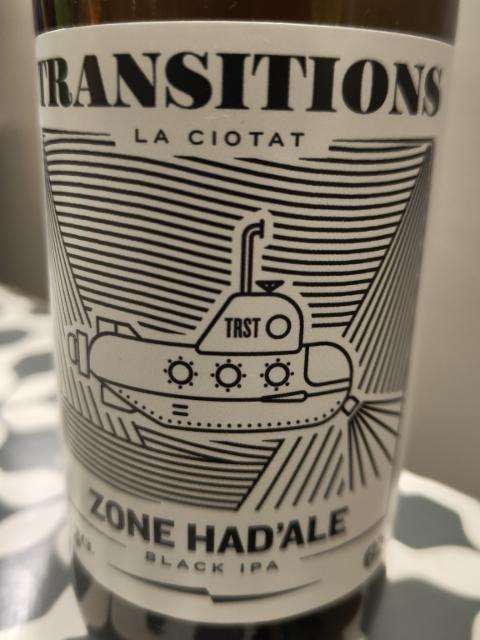 TRANSITIONS
LA CIOTAT
TRST
ZONE HAD'ALE
BLACK IPA